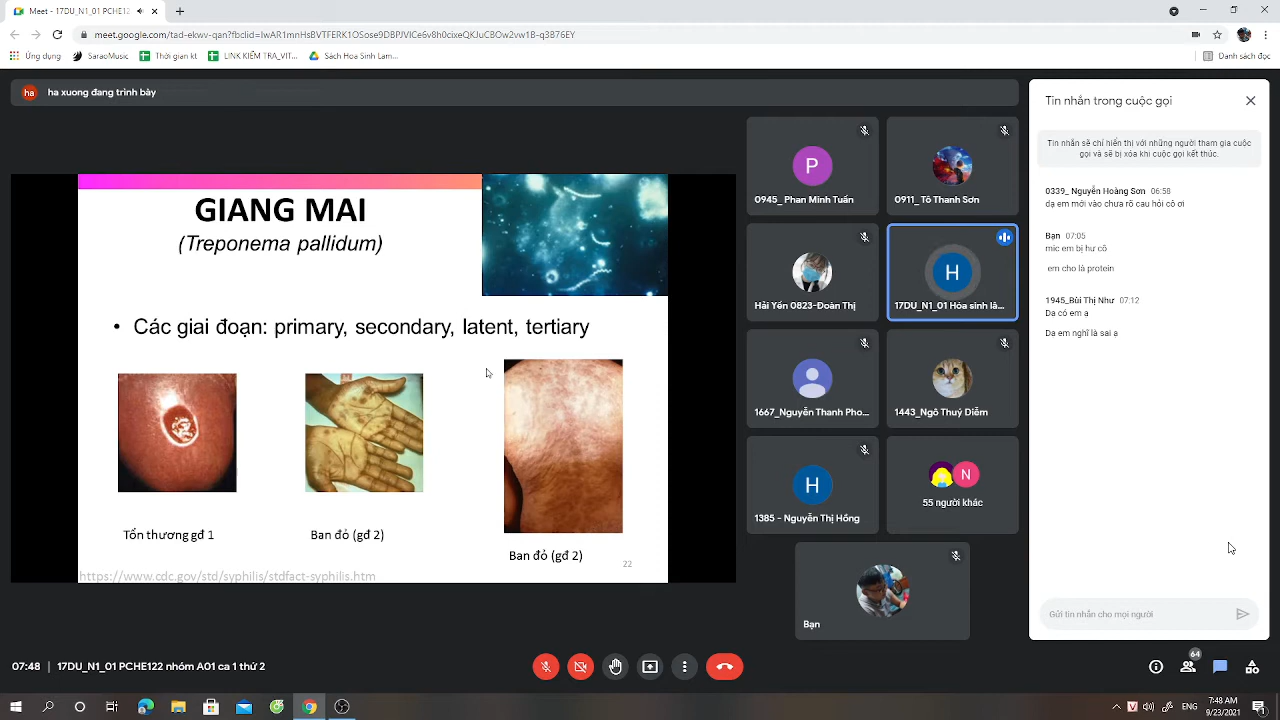 Meet - 17DU_N1_01 PCHE12
meet.google.com/tad-ekwv-qan?fbclid=IwAR1mnHsBVTFERK1OSose9D8PJVICe6v8h0cixeQKJuCBOw2vw1B-q3B76EY
Ứng dụng
SaraoMusic
Thời gian kt
LINK KIỂM TRA_VIT...
Sách Hoa Sinh Lam...
Danh sách đọc
ha
ha xuong đang trình bày
GIANG MAI
(Treponema pallidum)
• Các giai đoạn: primary, secondary, latent, tertiary
Tổn thương gđ 1
Ban đỏ (gđ 2)
Ban đỏ (gđ 2)
22
https://www.cdc.gov/std/syphilis/stdfact-syphilis.htm
P
0945_ Phan Minh Tuấn
0911_ Tô Thanh Sơn
Hải Yến 0823-Đoàn Thị
H
17DU_N1_01 Hóa sinh lâ...
1667_Nguyễn Thanh Pho...
1443_Ngô Thuý Diễm
H
1385 - Nguyễn Thị Hồng
N
55 người khác
Bạn
Tin nhắn trong cuộc gọi
Tin nhắn sẽ chỉ hiển thị với những người tham gia cuộc
gọi và sẽ bị xóa khi cuộc gọi kết thúc.
0339_ Nguyễn Hoàng Sơn 06:58
dạ em mới vào chưa rõ câu hỏi cô ơi
Bạn 07:05
mic em bị hư cô
em cho là protein
1945_Bùi Thị Như 07:12
Dạ có em ạ
Dạ em nghĩ là sai ạ
Gửi tin nhắn cho mọi người
07:48 | 17DU_N1_01 PCHE122 nhóm A01 ca 1 thứ 2
64
7:48 AM
9/23/2021